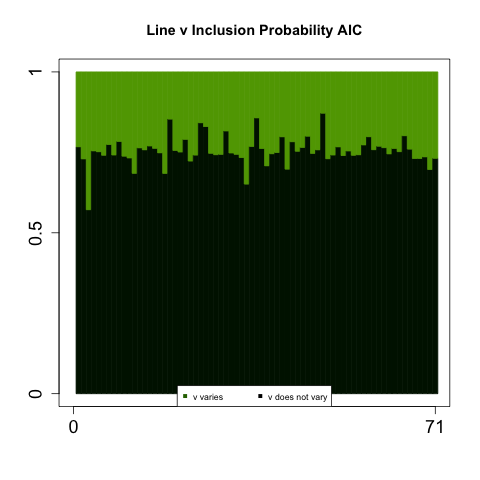 Line v Inclusion Probability AIC
1
0.5
0
v varies v does not vary
0 71